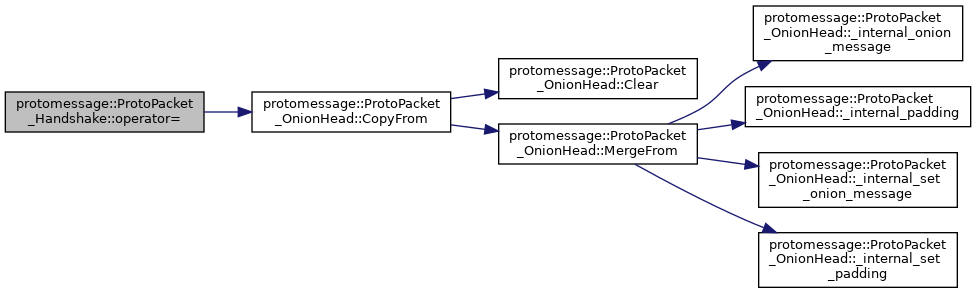 protomessage::ProtoPacket
_Handshake::operator=
protomessage::ProtoPacket
_OnionHead::CopyFrom
protomessage::ProtoPacket
_OnionHead::Clear
protomessage::ProtoPacket
_OnionHead::MergeFrom
protomessage::ProtoPacket
_OnionHead::_internal_onion
_message
protomessage::ProtoPacket
_OnionHead::_internal_padding
protomessage::ProtoPacket
_OnionHead::_internal_set
_onion_message
protomessage::ProtoPacket
_OnionHead::_internal_set
_padding